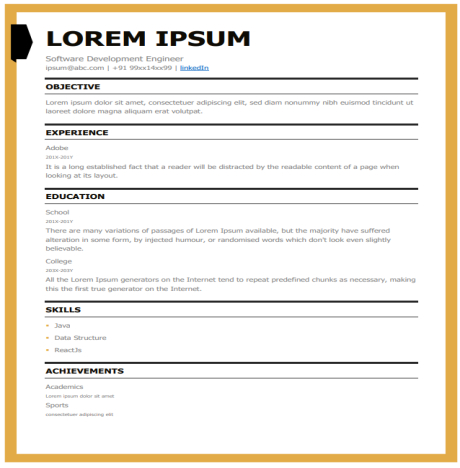 LOREM IPSUM
Software Development Engineer
ipsum@abc.com | +91 99xx14xx99 | linkedIn
OBJECTIVE
Lorem ipsum dolor sit amet, consectetuer adipiscing elit, sed diam nonummy nibh euismod tincidunt ut
laoreet dolore magna aliquam erat volutpat.
EXPERIENCE
Adobe
201X-201Y
It is a long established fact that a reader will be distracted by the readable content of a page when
looking at its layout.
EDUCATION
School
201X-201Y
There are many variations of passages of Lorem Ipsum available, but the majority have suffered
alteration in some form, by injected humour, or randomised words which don't look even slightly
believable.
College
202X-203Y
All the Lorem Ipsum generators on the Internet tend to repeat predefined chunks as necessary, making
this the first true generator on the Internet.
SKILLS
• Java
• Data Structure
• ReactJs
ACHIEVEMENTS
Academics
Lorem ipsum dolor sit amet
Sports
consectetuer adipiscing elit